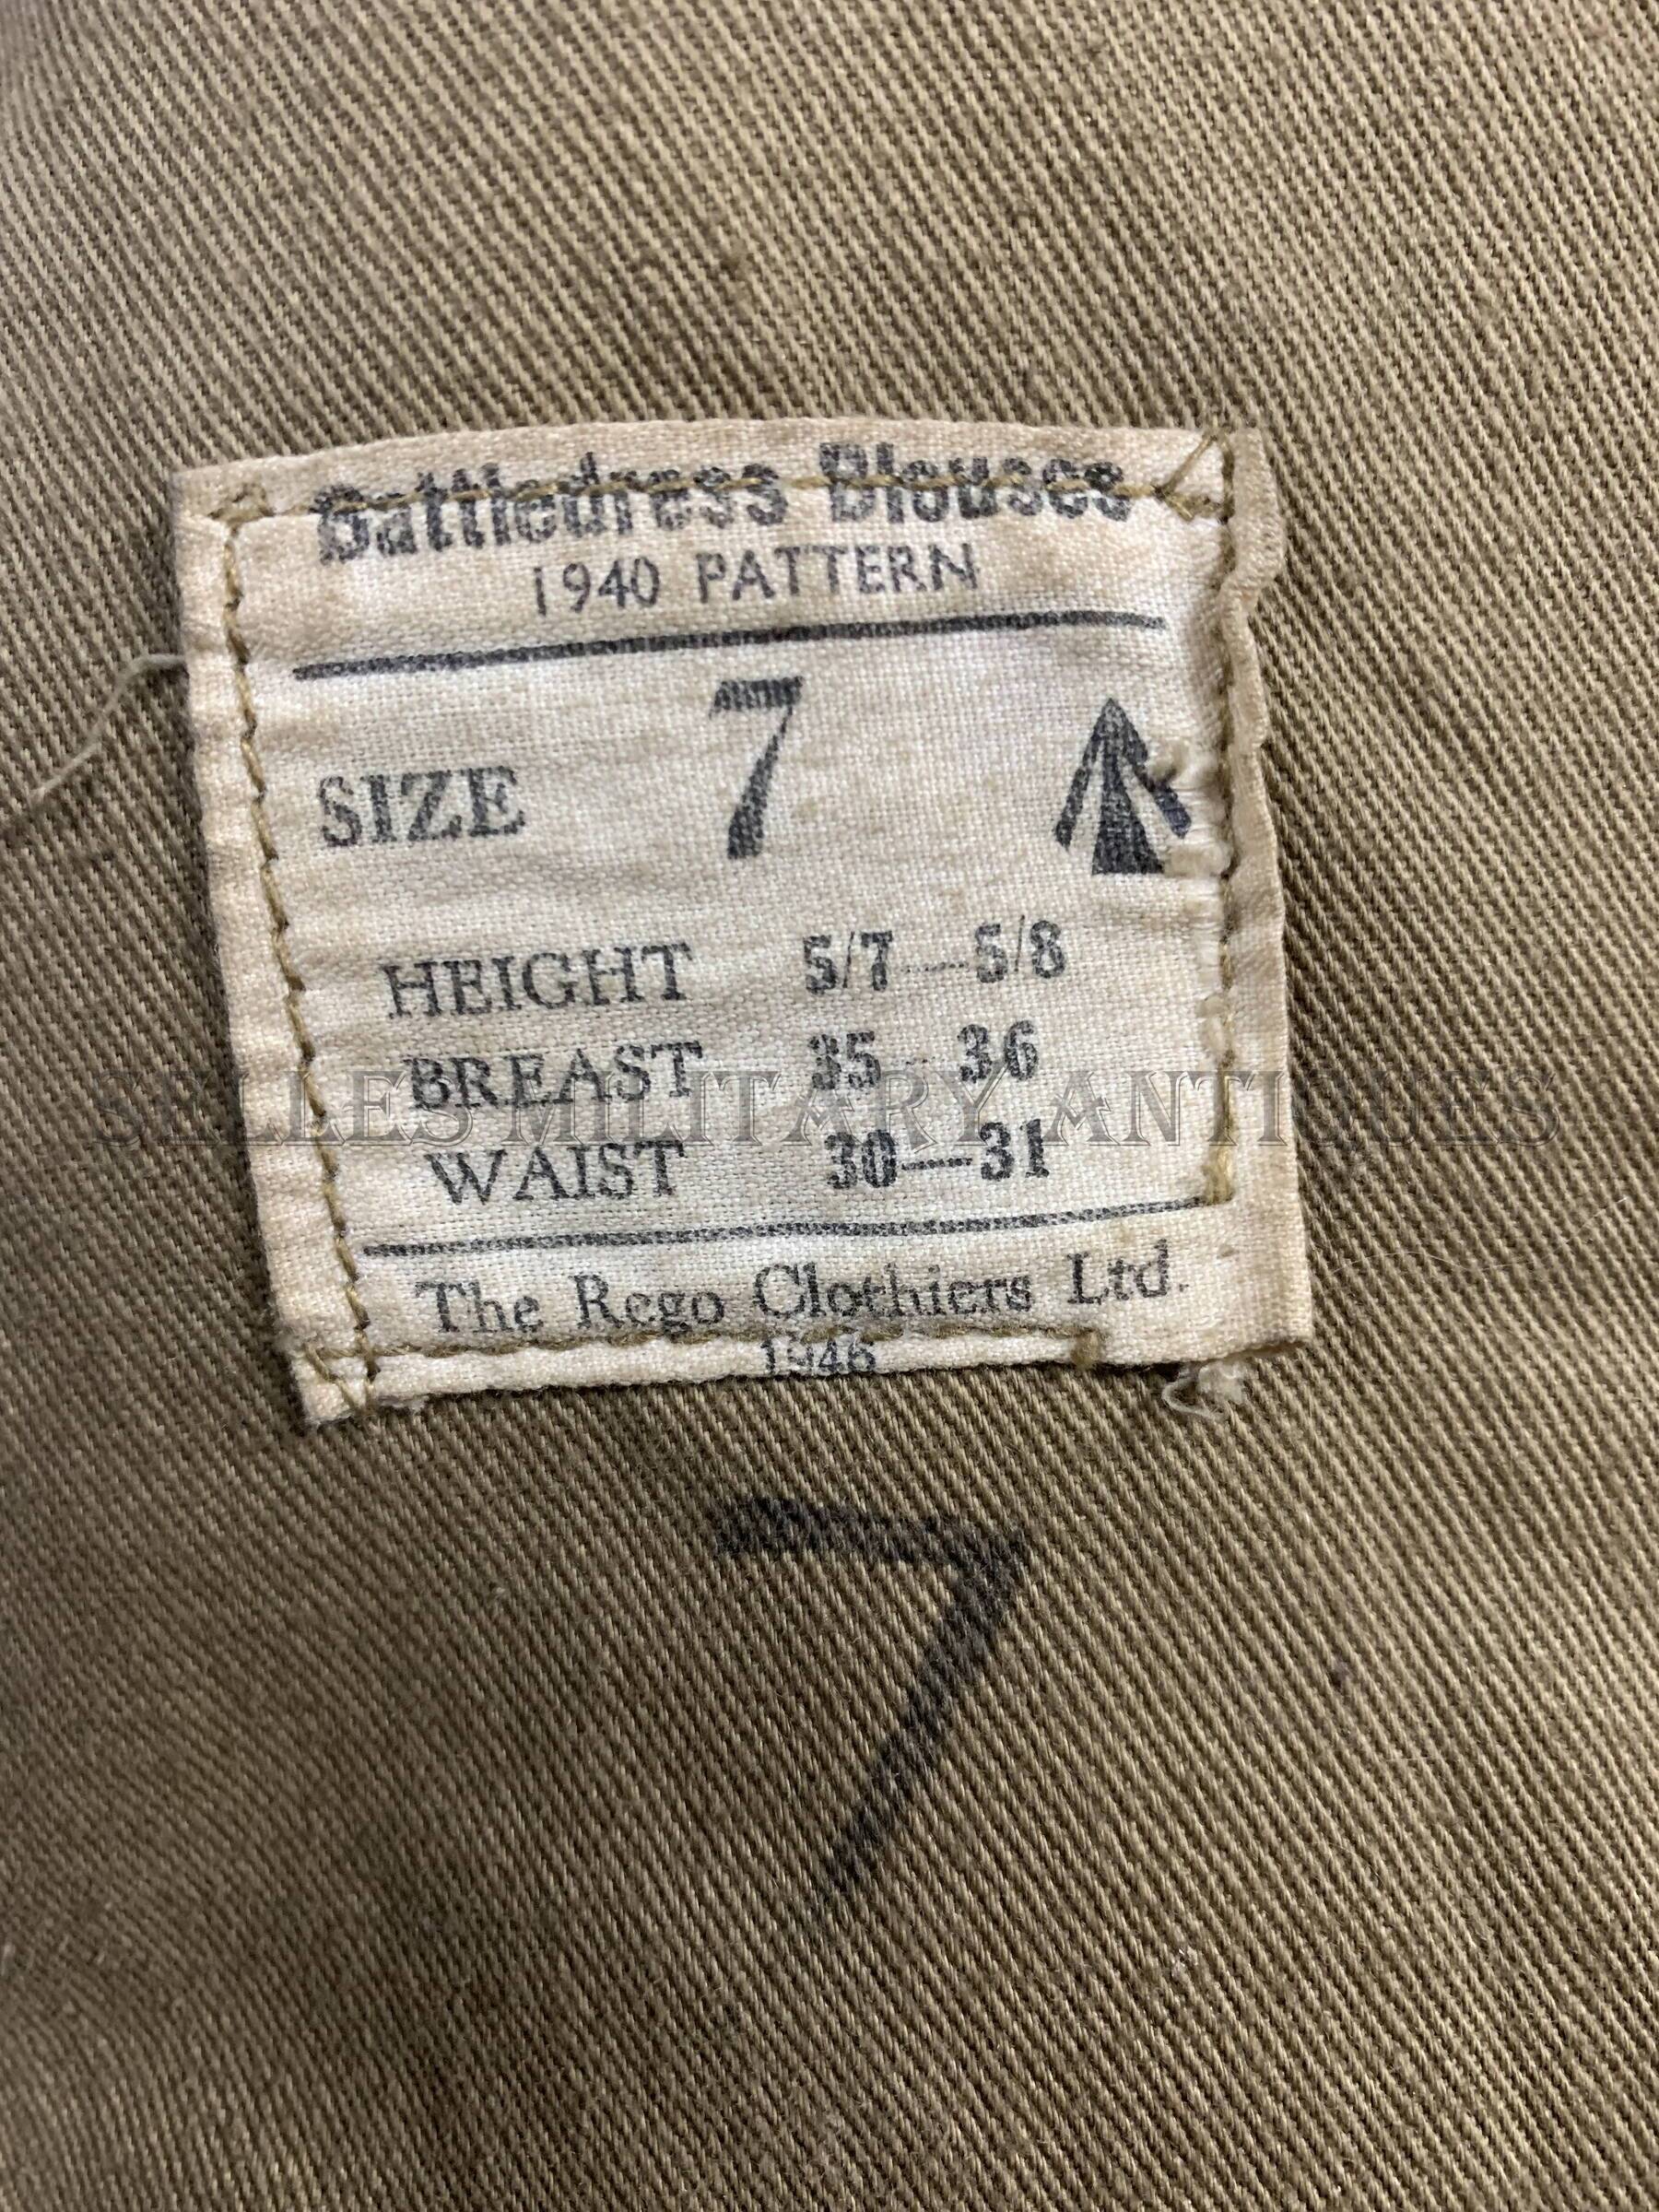 Battledress Blouses
1940 PATTERN
SIZE 7
HEIGHT 5/7—5/8
BREAST 35—36
WAIST 30—31
The Rego Clothiers Ltd.
1946
7
SELLES MILITARY ANTIQUES